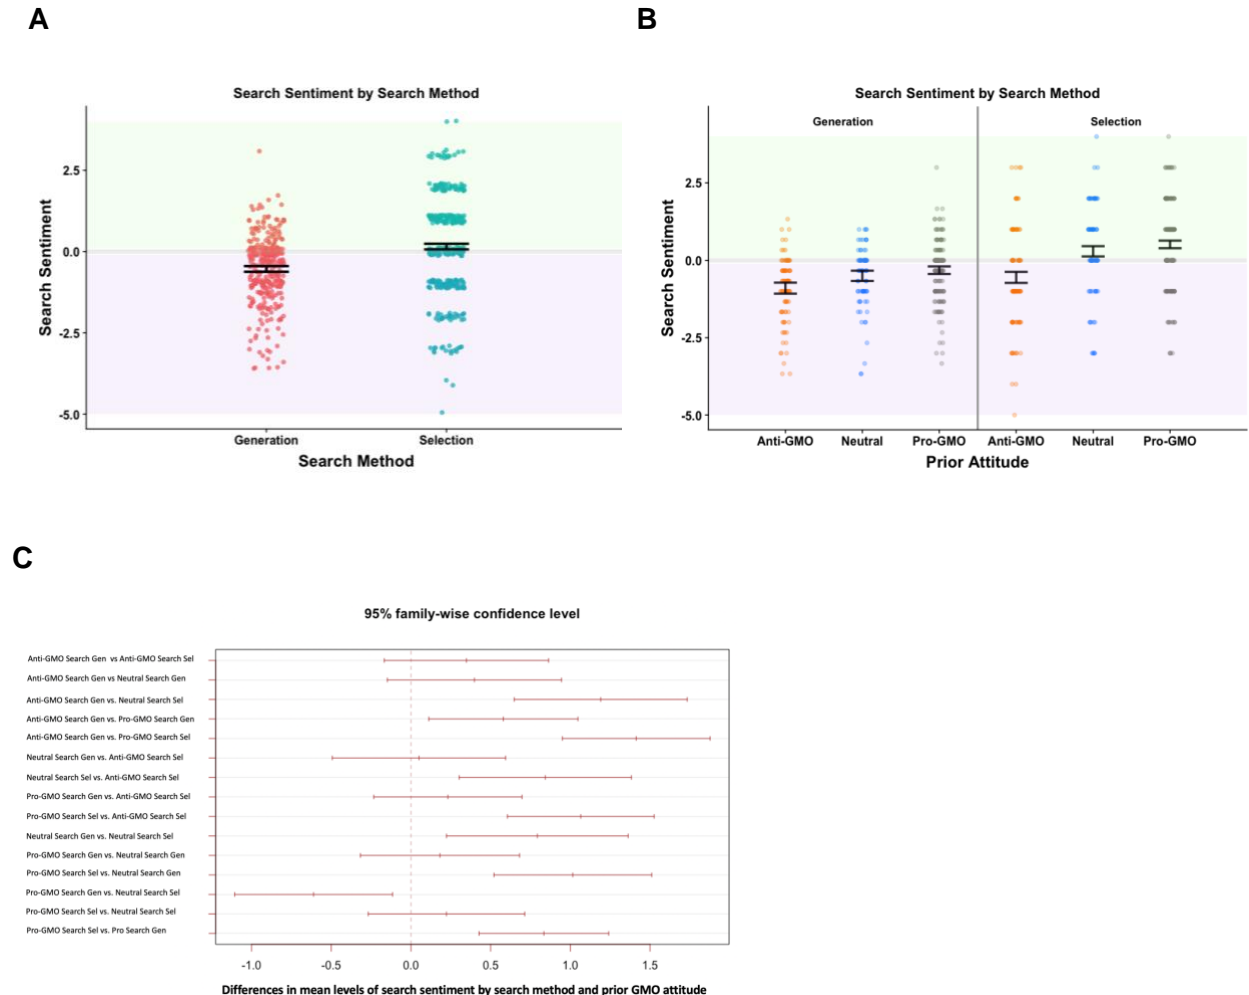 A
B
Search Sentiment by Search Method
Search Sentiment
2.5
0.0
-2.5
-5.0
Generation
Selection
Search Method
Search Sentiment by Search Method
Generation
Selection
Search Sentiment
2.5
0.0
-2.5
-5.0
Anti-GMO
Neutral
Pro-GMO
Anti-GMO
Neutral
Pro-GMO
Prior Attitude
C
95% family-wise confidence level
Anti-GMO Search Gen vs Anti-GMO Search Sel
Anti-GMO Search Gen vs Neutral Search Gen
Anti-GMO Search Gen vs. Neutral Search Sel
Anti-GMO Search Gen vs. Pro-GMO Search Gen
Anti-GMO Search Gen vs. Pro-GMO Search Sel
Neutral Search Gen vs. Anti-GMO Search Sel
Neutral Search Sel vs. Anti-GMO Search Sel
Pro-GMO Search Gen vs. Anti-GMO Search Sel
Pro-GMO Search Sel vs. Anti-GMO Search Sel
Neutral Search Gen vs. Neutral Search Sel
Pro-GMO Search Gen vs. Neutral Search Gen
Pro-GMO Search Sel vs. Neutral Search Gen
Pro-GMO Search Gen vs. Neutral Search Sel
Pro-GMO Search Sel vs. Neutral Search Sel
Pro-GMO Search Sel vs. Pro Search Gen
-1.0 -0.5 0.0 0.5 1.0 1.5
Differences in mean levels of search sentiment by search method and prior GMO attitude